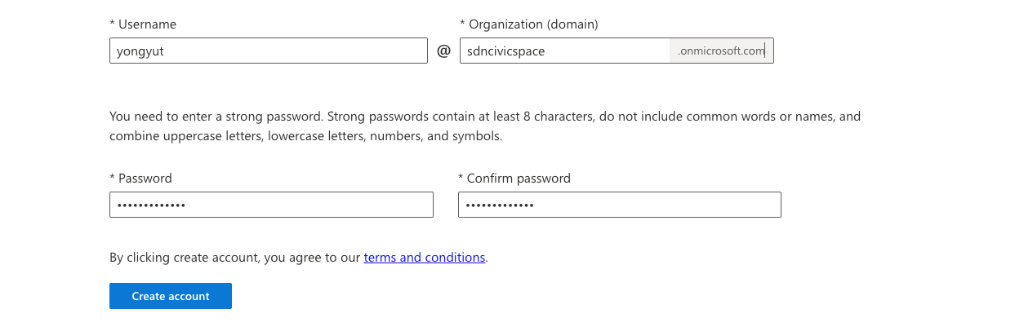 * Username
* Organization (domain)
yongyut
@
sdncivicspace
.onmicrosoft.com
You need to enter a strong password. Strong passwords contain at least 8 characters, do not include common words or names, and
combine uppercase letters, lowercase letters, numbers, and symbols.
* Password
* Confirm password
•••••••••••••
•••••••••••••
By clicking create account, you agree to our terms and conditions.
Create account